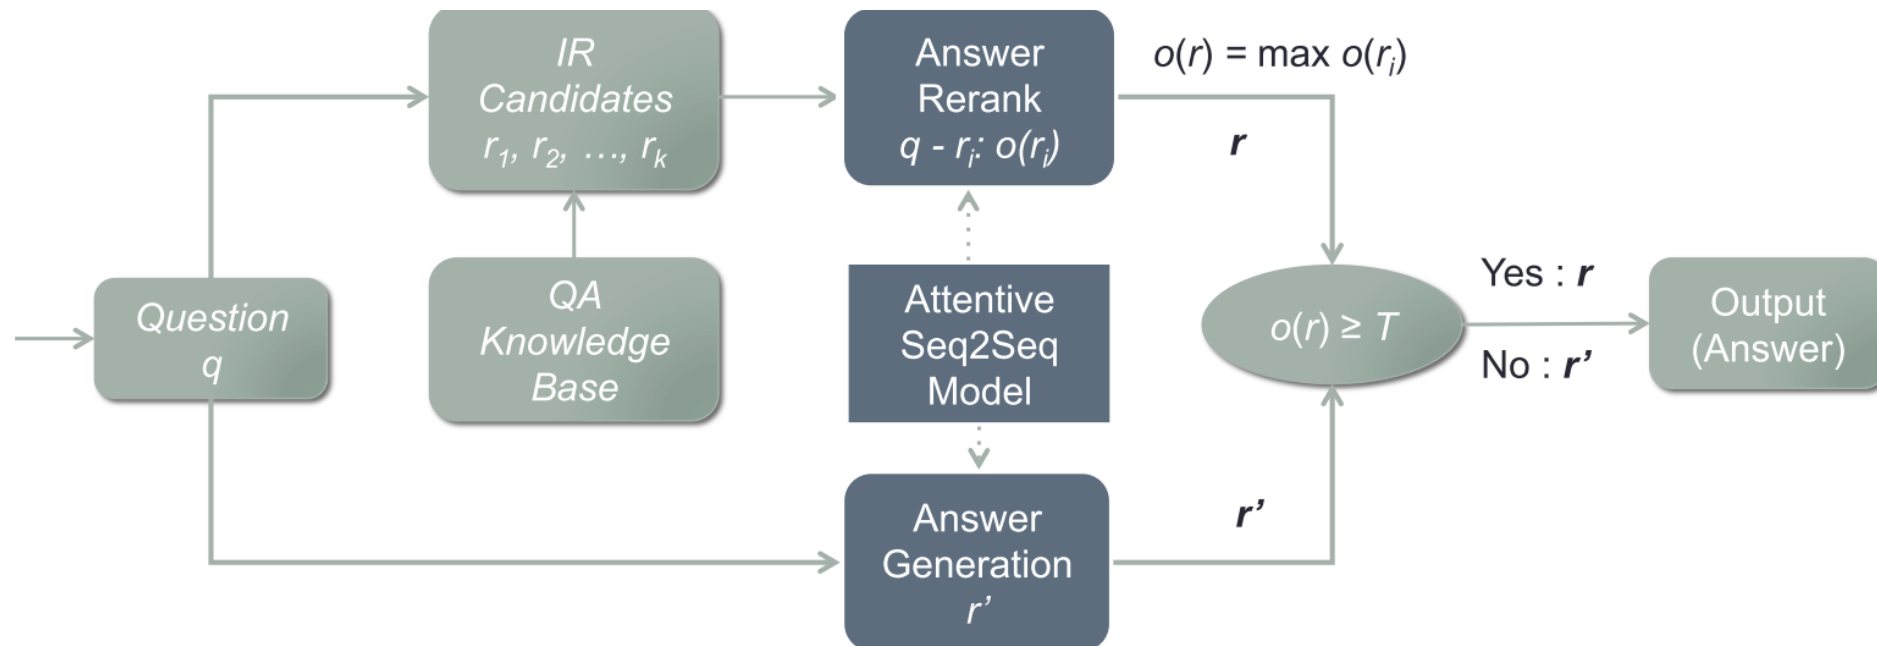 IR
Candidates
r1, r2, …, rk
Answer
Rerank
q - ri: o(ri)
o(r) = max o(ri)
r
Question
q
QA
Knowledge
Base
Attentive
Seq2Seq
Model
o(r) ≥ T
Yes : r
No : r’
Output
(Answer)
Answer
Generation
r’
r’